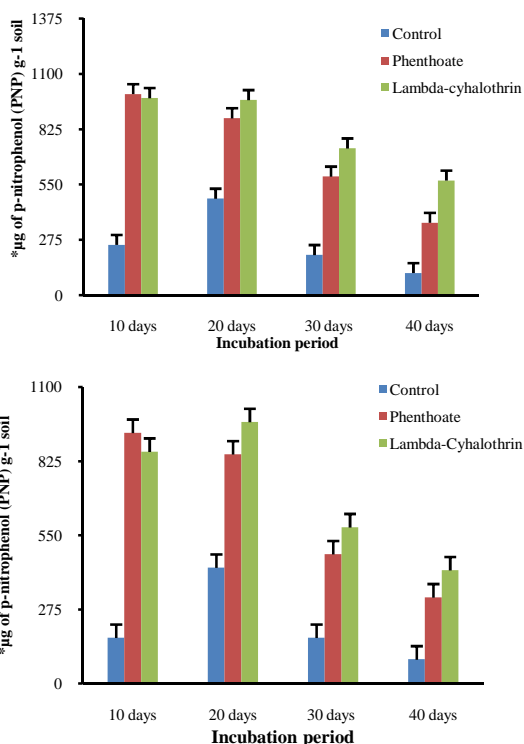 *µg of p-nitrophenol (PNP) g-1 soil
1375
1100
825
550
275
0
Control
Phenthoate
Lambda-cyhalothrin
10 days 20 days 30 days 40 days
Incubation period
*µg of p-nitrophenol (PNP) g-1 soil
1100
825
550
275
0
Control
Phenthoate
Lambda-Cyhalothrin
10 days 20 days 30 days 40 days
Incubation period